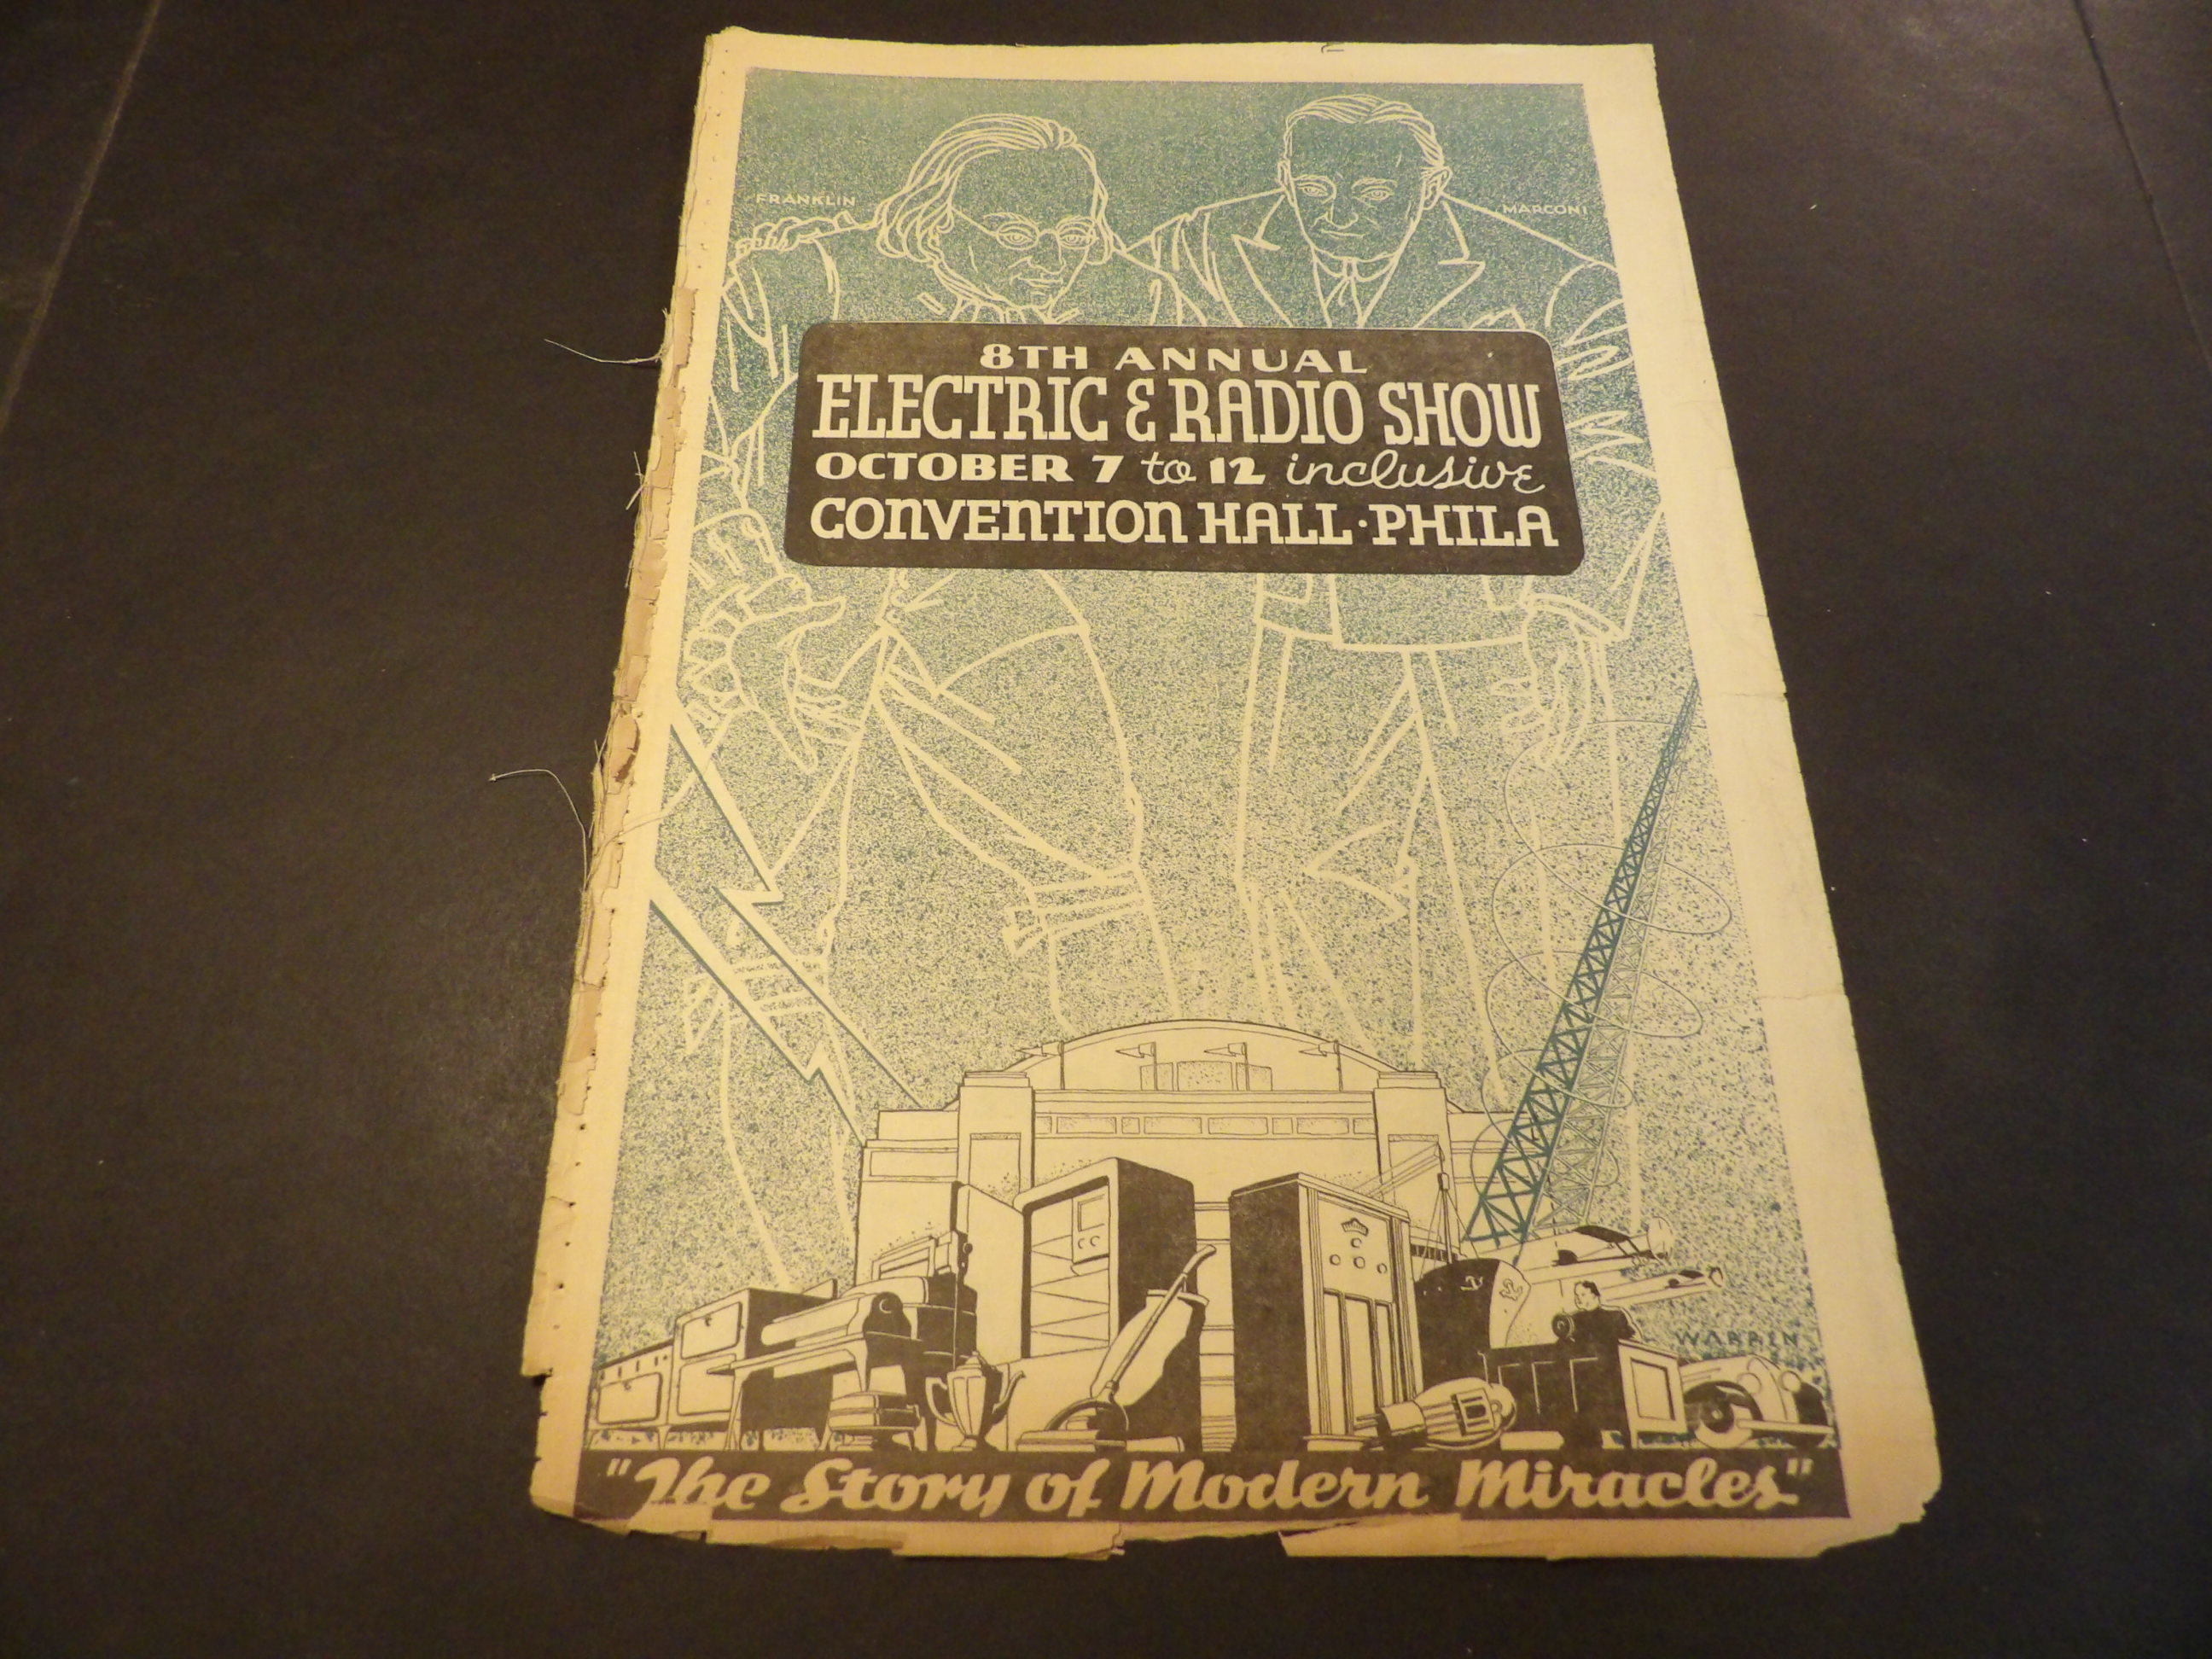 FRANKLIN
MARCONI
8TH ANNUAL
ELECTRIC & RADIO SHOW
OCTOBER 7 to 12 inclusive
CONVENTION HALL · PHILA
WARREN
"The Story of Modern Miracles"